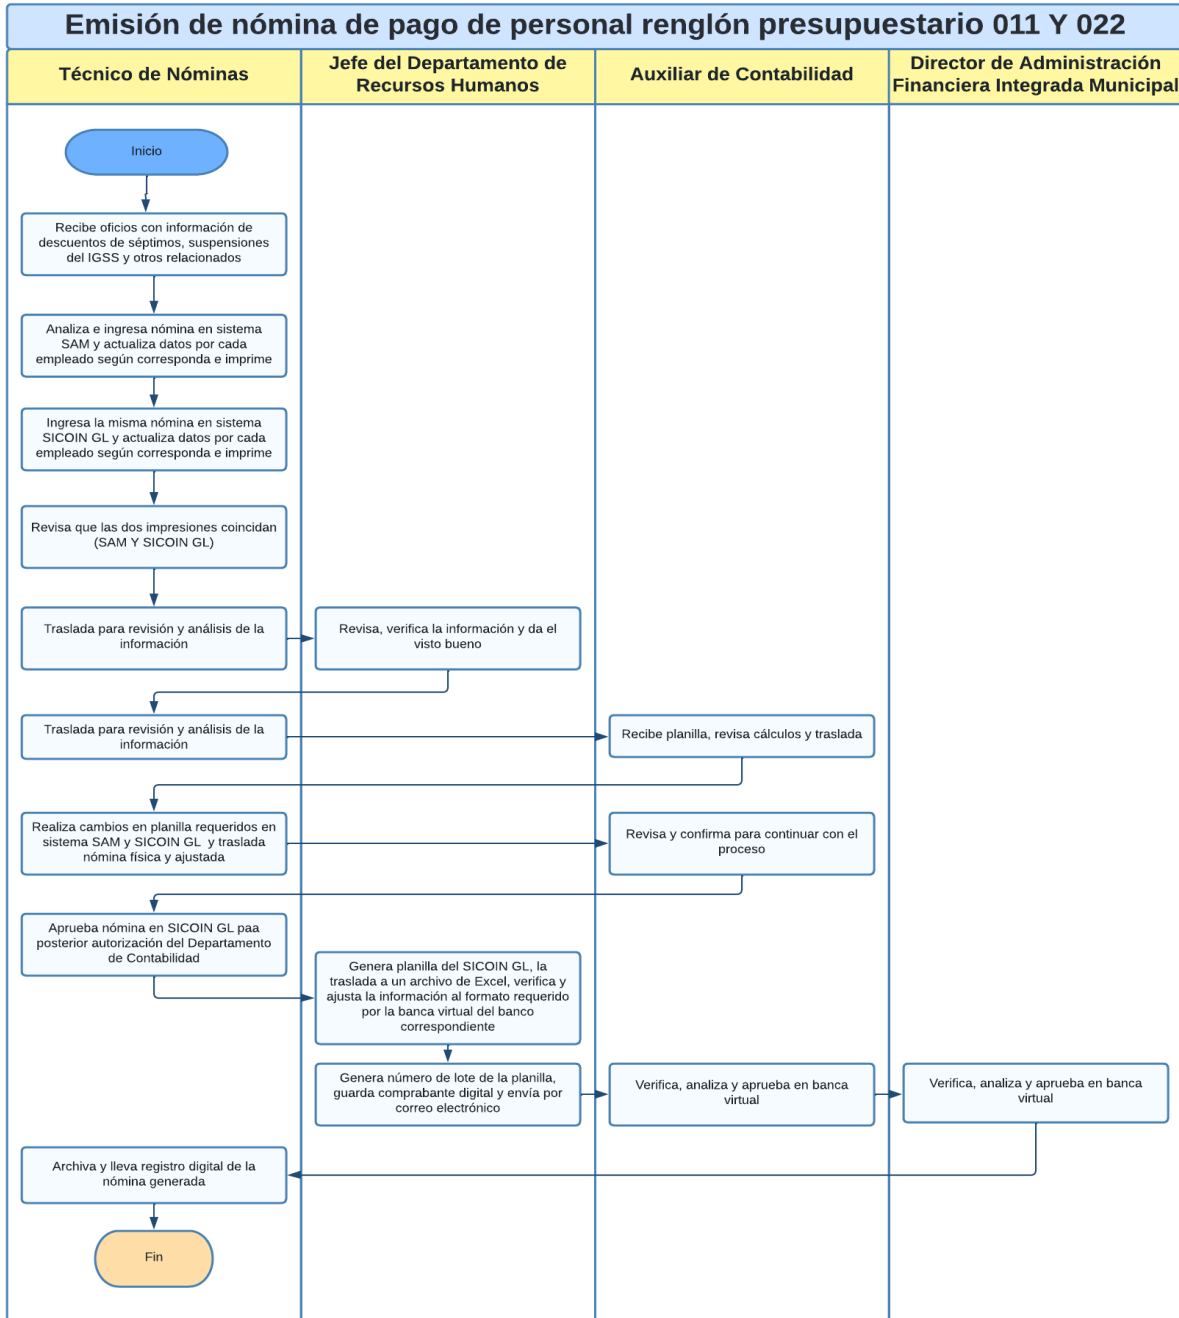 Emisión de nómina de pago de personal renglón presupuestario 011 Y 022
Técnico de Nóminas
Jefe del Departamento de
Recursos Humanos
Auxiliar de Contabilidad
Director de Administración
Financiera Integrada Municipal
Inicio
Recibe oficios con información de
descuentos de séptimos, suspensiones
del IGSS y otros relacionados
Analiza e ingresa nómina en sistema
SAM y actualiza datos por cada
empleado según corresponda e imprime
Ingresa la misma nómina en sistema
SICOIN GL y actualiza datos por cada
empleado según corresponda e imprime
Revisa que las dos impresiones coincidan
(SAM Y SICOIN GL)
Traslada para revisión y análisis de la
información
Revisa, verifica la información y da el
visto bueno
Traslada para revisión y análisis de la
información
Recibe planilla, revisa cálculos y traslada
Realiza cambios en planilla requeridos en
sistema SAM y SICOIN GL y traslada
nómina física y ajustada
Revisa y confirma para continuar con el
proceso
Aprueba nómina en SICOIN GL paa
posterior autorización del Departamento
de Contabilidad
Genera planilla del SICOIN GL, la
traslada a un archivo de Excel, verifica y
ajusta la información al formato requerido
por la banca virtual del banco
correspondiente
Genera número de lote de la planilla,
guarda comprabante digital y envía por
correo electrónico
Verifica, analiza y aprueba en banca
virtual
Verifica, analiza y aprueba en banca
virtual
Archiva y lleva registro digital de la
nómina generada
Fin